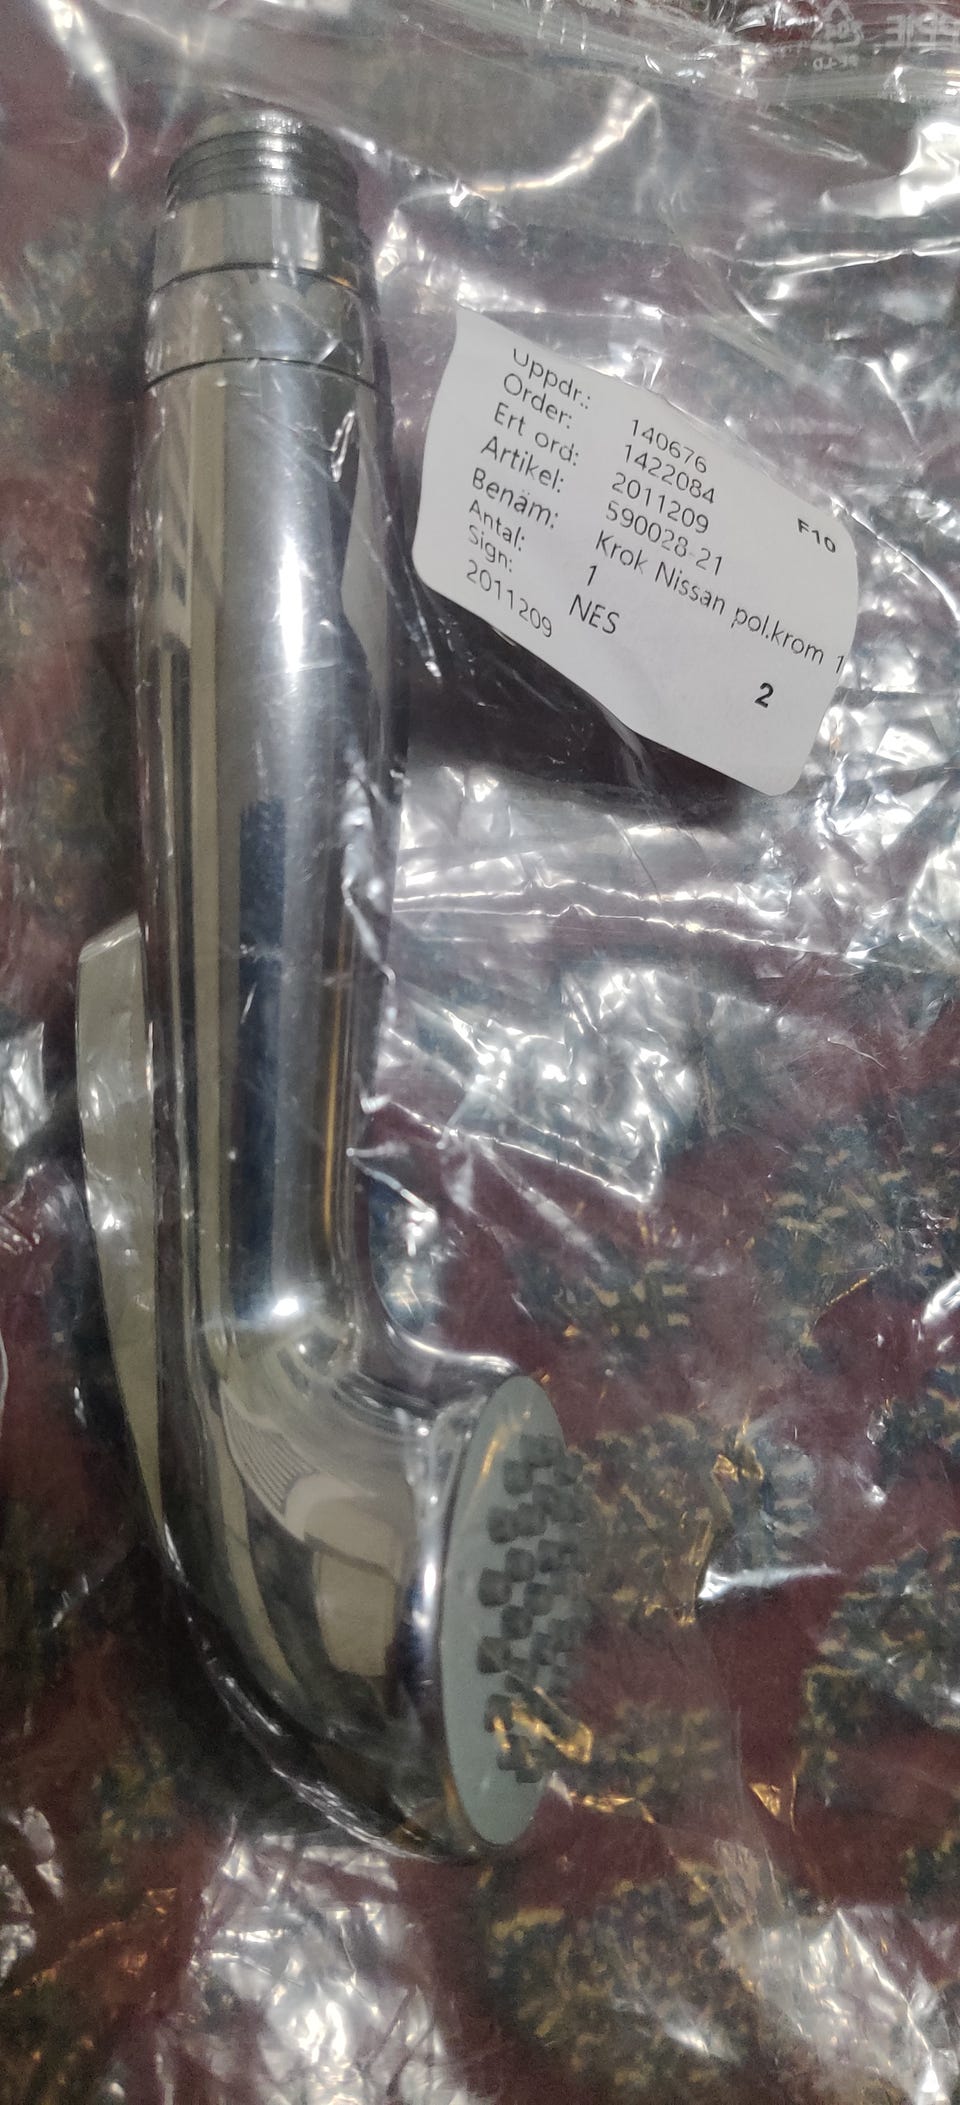 Uppdr.: 140676
Order: 1422084 F10
Ert ord: 2011209
Artikel: 590028-21
Benäm: Krok Nissan pol.krom 1
Antal: 1
Sign: NES
2011209 2